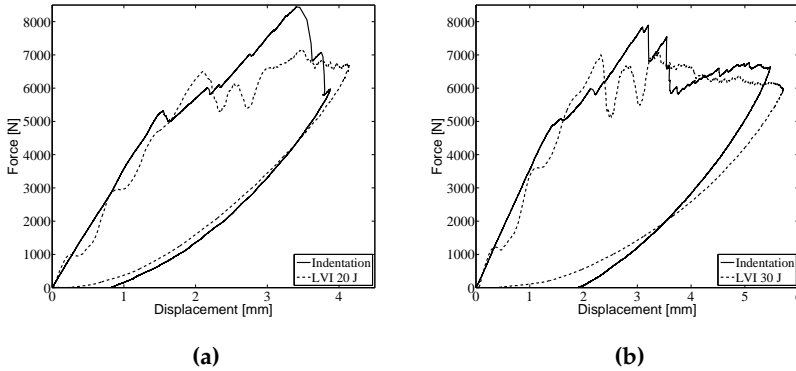 8000
7000
6000
5000
4000
3000
2000
1000
0
Force [N]
0 1 2 3 4
Displacement [mm]
Indentation
LVI 20 J
(a)
8000
7000
6000
5000
4000
3000
2000
1000
0
Force [N]
0 1 2 3 4 5
Displacement [mm]
Indentation
LVI 30 J
(b)